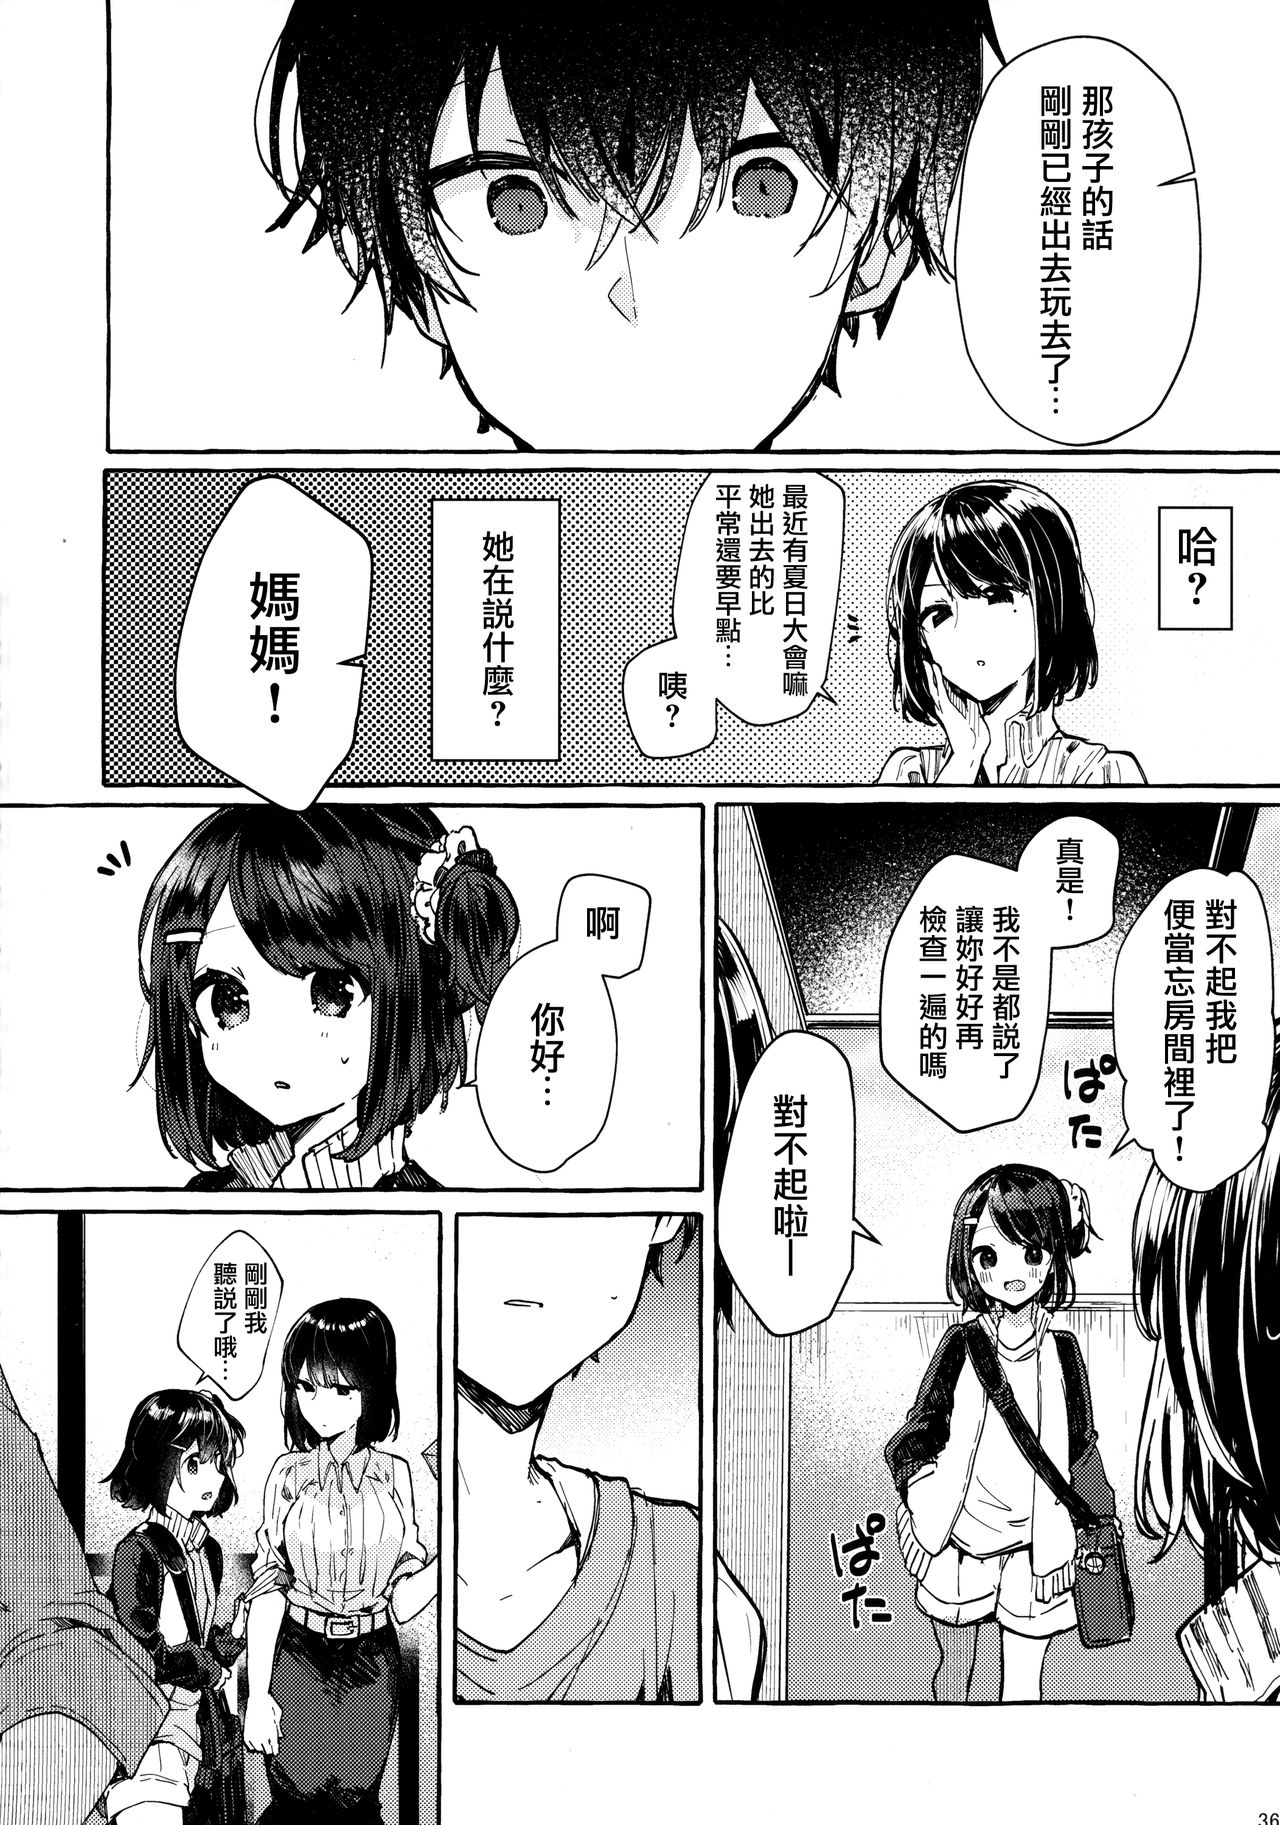 那孩子的話
剛剛已經出去玩去了…
哈?
最近有夏日大會嘛
她出去的比
平常還要早點…
咦?
她在説什麼?
媽媽!
對不起我把
便當忘房間裡了!
真是!
我不是都説了
讓妳好好再
檢查一遍的嗎
ぱた
對不起啦ー
ぱた
啊
你好…
剛剛我
聽説了哦…
36